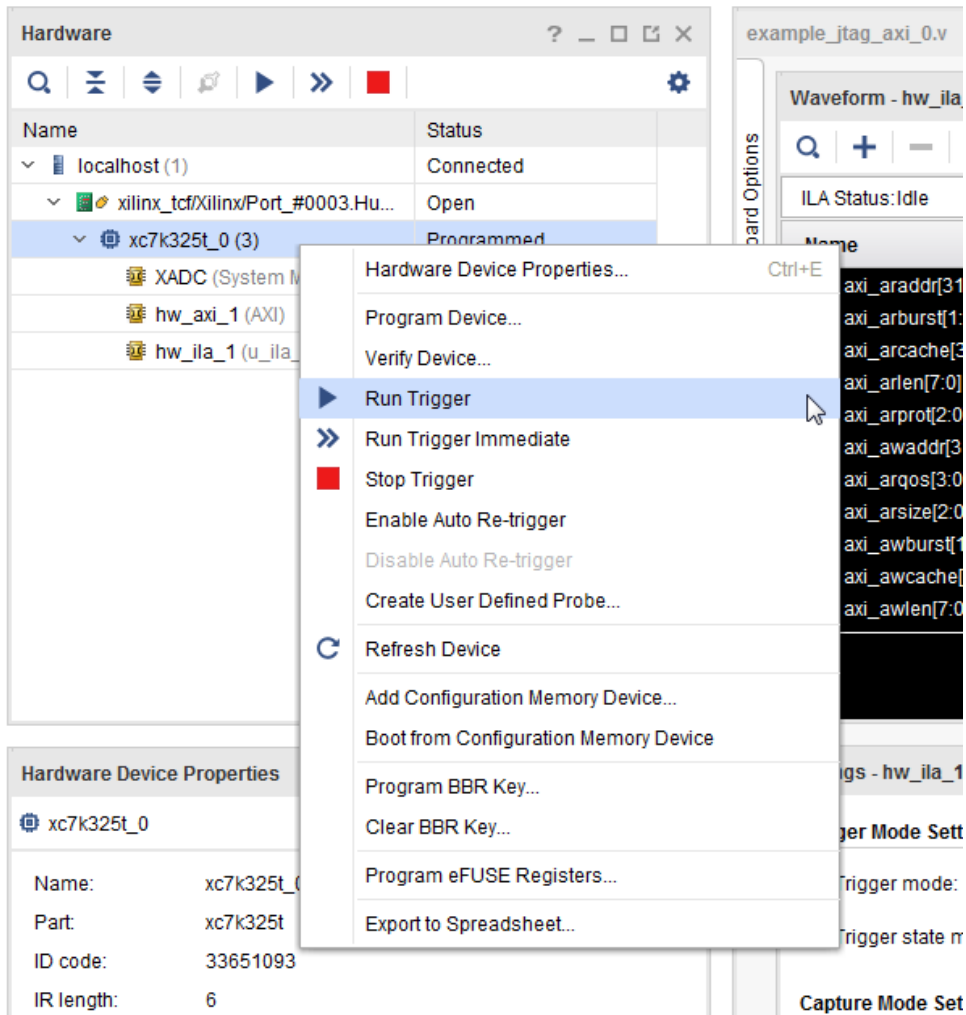 Hardware
Name Status
localhost (1) Connected
xilinx_tcf/Xilinx/Port_#0003.Hu... Open
xc7k325t_0 (3) Programmed
XADC (System
hw_axi_1 (AXI)
hw_ila_1 (u_ila_
Hardware Device Properties... Ctrl+E
Program Device...
Verify Device...
Run Trigger
Run Trigger Immediate
Stop Trigger
Enable Auto Re-trigger
Disable Auto Re-trigger
Create User Defined Probe...
Refresh Device
Add Configuration Memory Device...
Boot from Configuration Memory Device
Program BBR Key...
Clear BBR Key...
Program eFUSE Registers...
Export to Spreadsheet...
Hardware Device Properties
xc7k325t_0
Name: xc7k325t_0
Part: xc7k325t
ID code: 33651093
IR length: 6
example_jtag_axi_0.v
Options
Waveform - hw_ila_
ILA Status:Idle
Name
axi_araddr[31
axi_arburst[1:
axi_arcache[3
axi_arlen[7:0]
axi_arprot[2:0
axi_awaddr[3
axi_arqos[3:0
axi_arsize[2:0
axi_awburst[1
axi_awcache[
axi_awlen[7:0
gs - hw_ila_1
ger Mode Sett
Trigger mode:
Trigger state m
Capture Mode Set